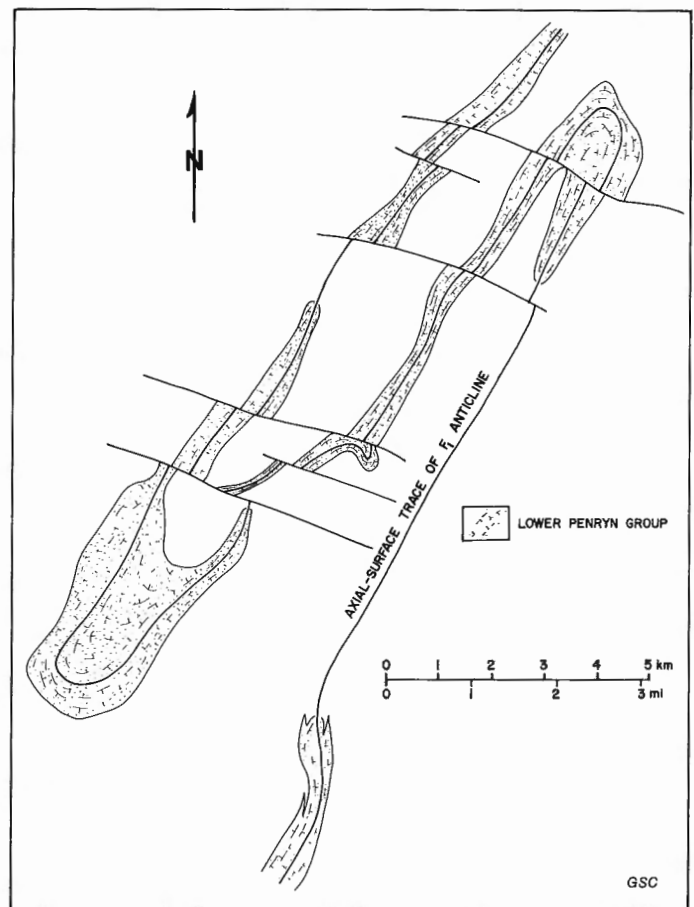 N
AXIAL-SURFACE TRACE OF F₁ ANTICLINE
LOWER PENRYN GROUP
0 1 2 3 4 5 km
0 1 2 3 mi
GSC